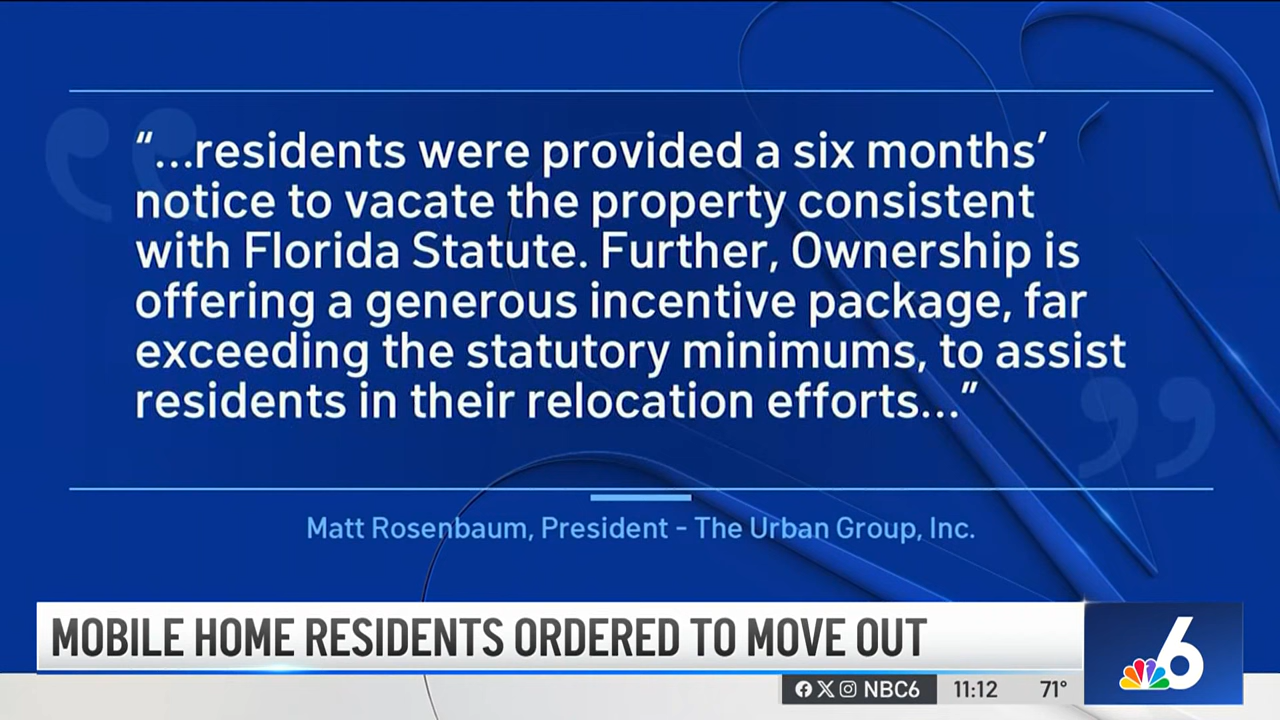 “...residents were provided a six months’
notice to vacate the property consistent
with Florida Statute. Further, Ownership is
offering a generous incentive package, far
exceeding the statutory minimums, to assist
residents in their relocation efforts...”
Matt Rosenbaum, President - The Urban Group, Inc.
MOBILE HOME RESIDENTS ORDERED TO MOVE OUT
6
NBC6 11:12 71°